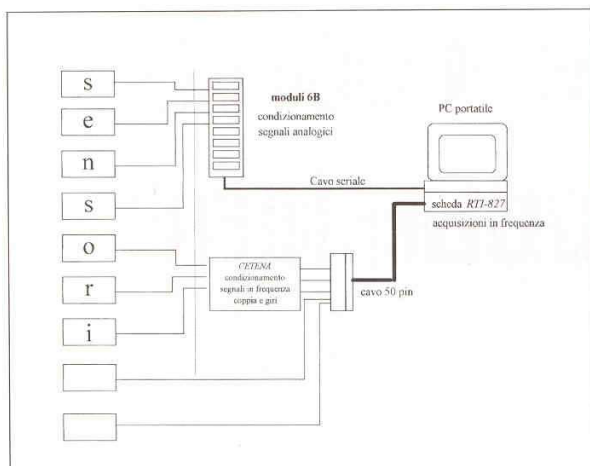 s
e
n
s
o
r
i
moduli 6B
condizionamento
segnali analogici
PC portatile
Cavo seriale
scheda RTI-827
acquisizioni in frequenza
CETENA
condizionamento
segnali in frequenza
coppia e giri
cavo 50 pin